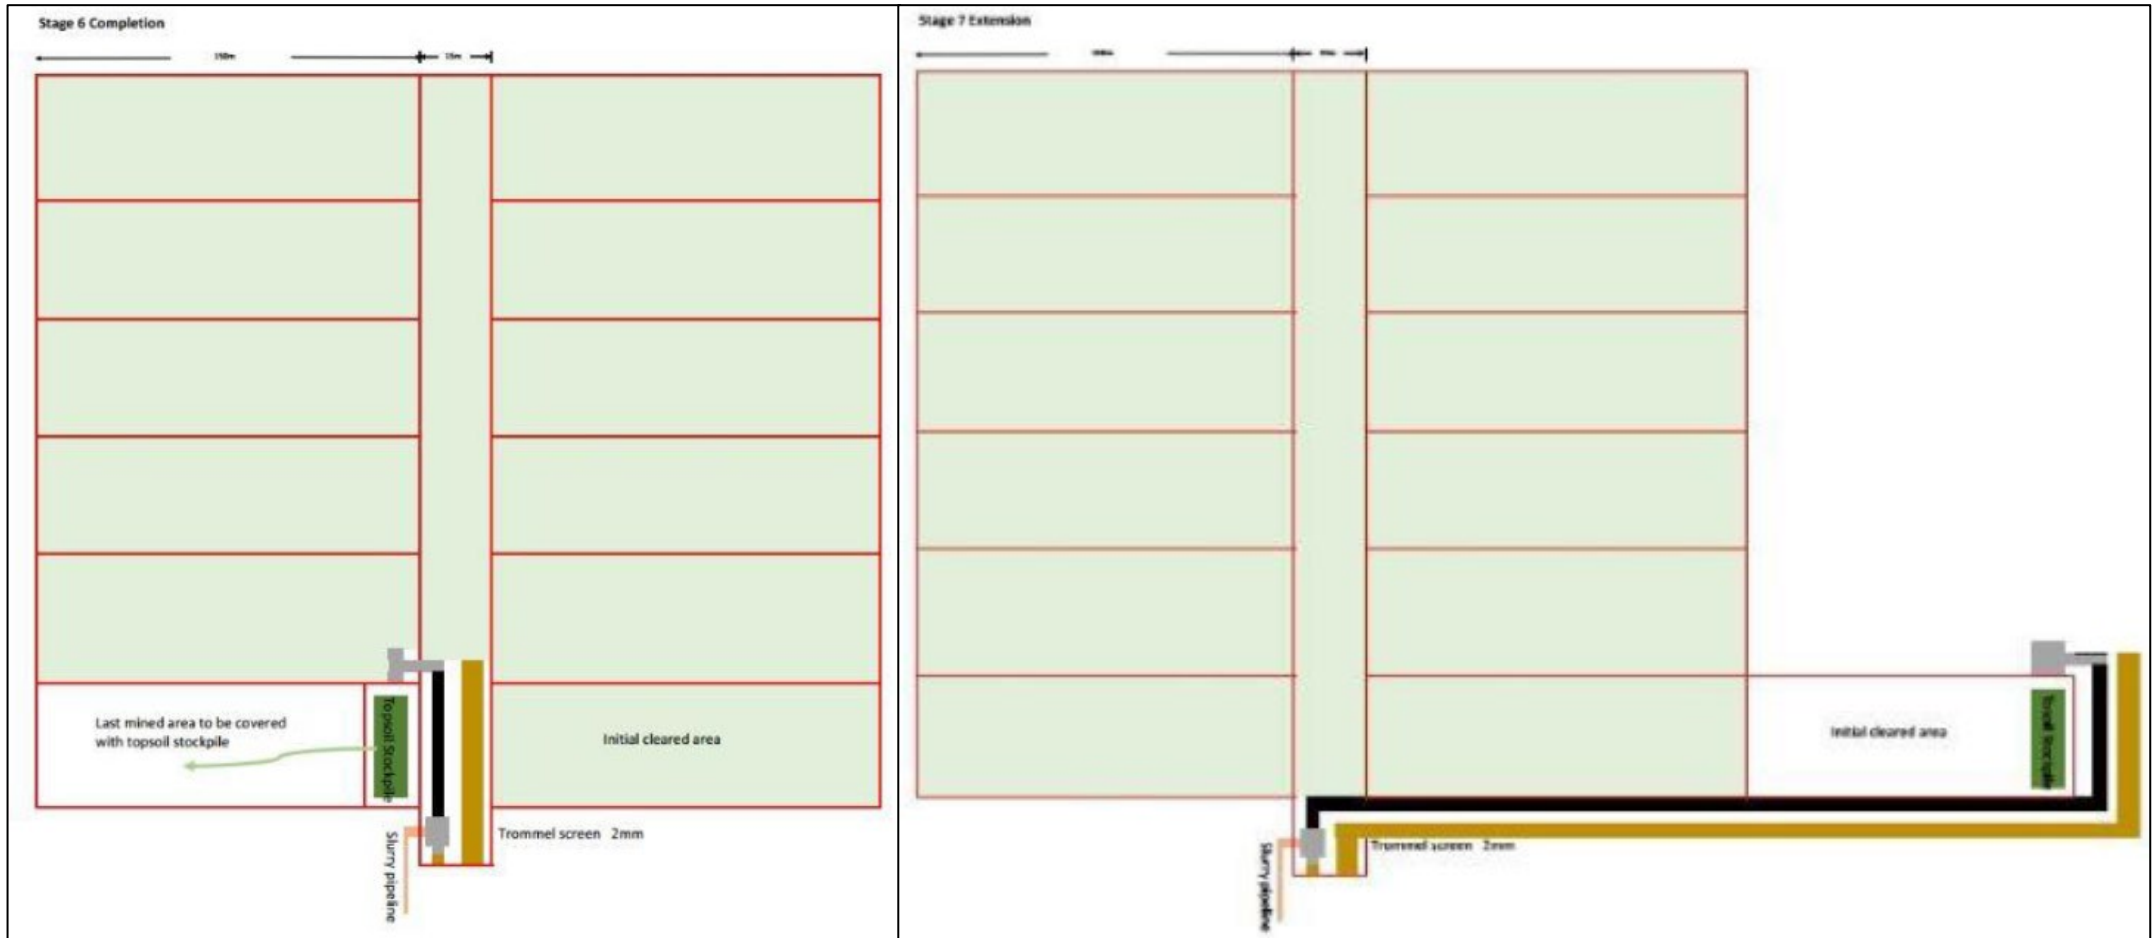 Stage 6 Completion
150m
15m
Last mined area to be covered
with topsoil stockpile
Topsoil Stockpile
Initial cleared area
Slurry pipeline
Trommel screen 2mm
Stage 7 Extension
Initial cleared area
Topsoil Stockpile
Slurry pipeline
Trommel screen 2mm